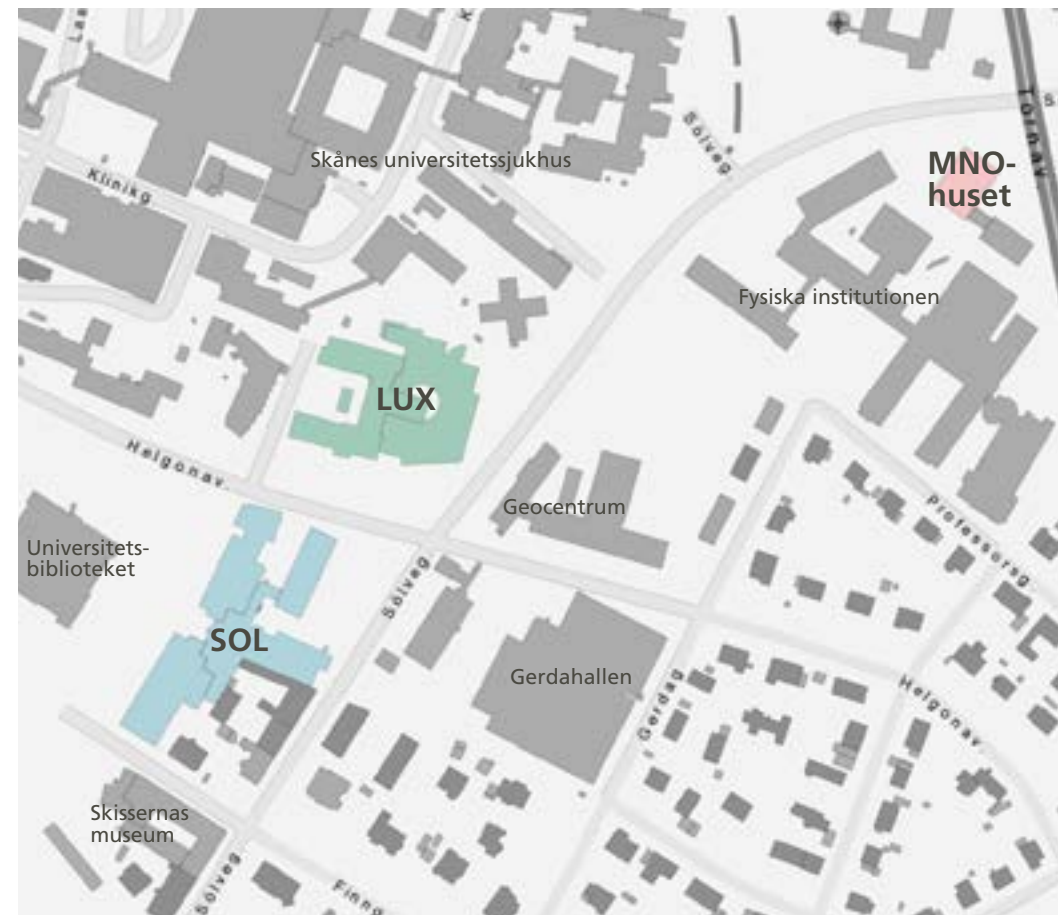 Sölveg
Tornav.
Skånes universitetssjukhus
MNO-
huset
Klinikg
Fysiska institutionen
LUX
Helgonav.
Geocentrum
Professorsg
Universitets-
biblioteket
Sölveg
SOL
Gerdahallen
Gerdag
Helgonav.
Skissernas
museum
Sölveg
Finng